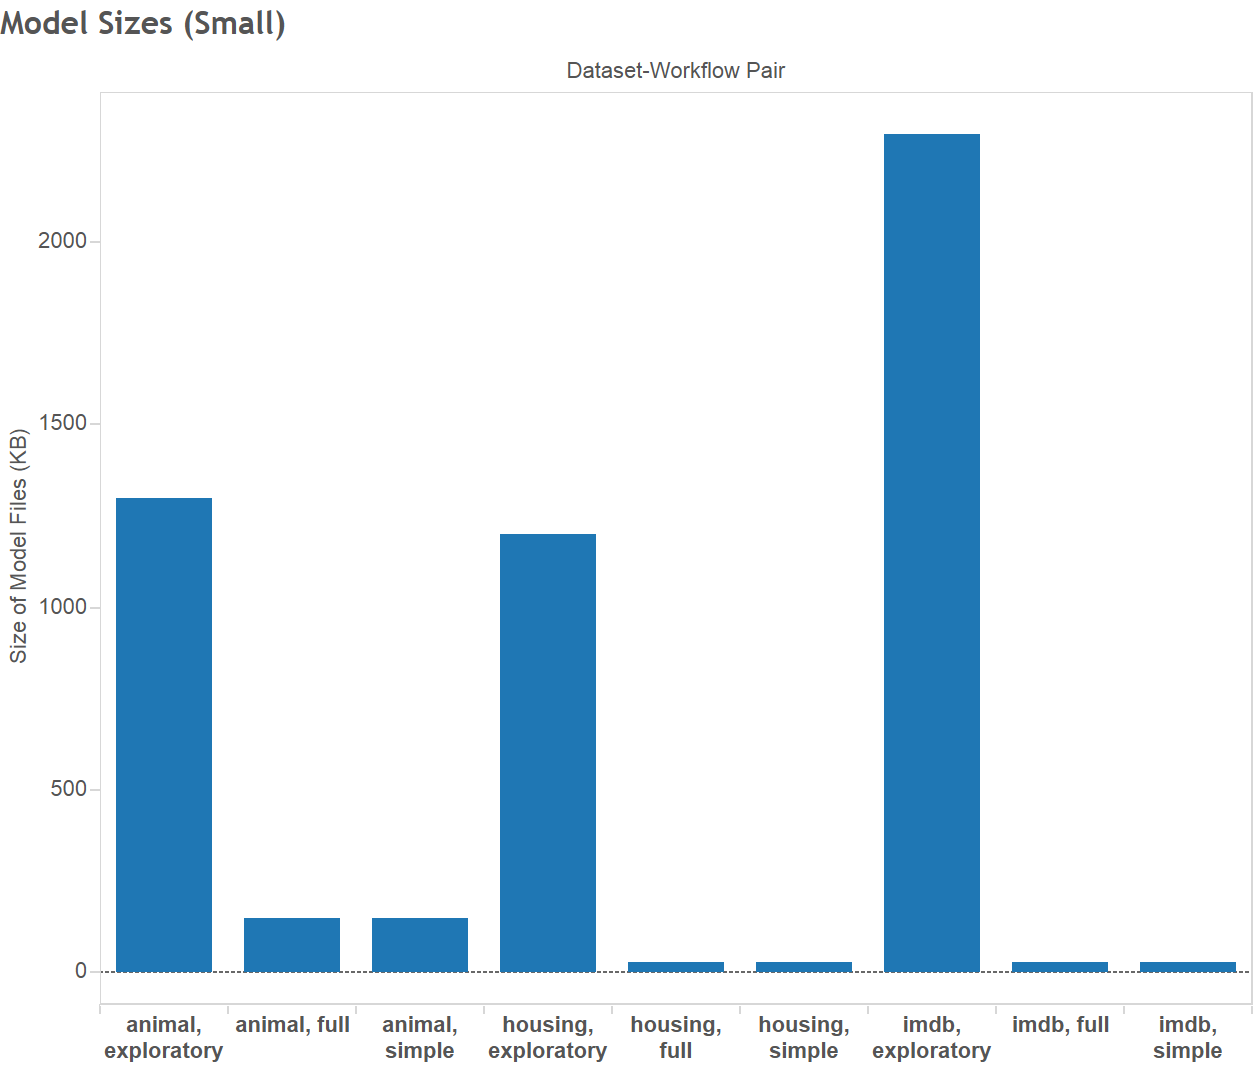 Model Sizes (Small)
Dataset-Workflow Pair
Size of Model Files (KB)
2000
1500
1000
500
0
animal, exploratory
animal, full
animal, simple
housing, exploratory
housing, full
housing, simple
imdb, exploratory
imdb, full
imdb, simple